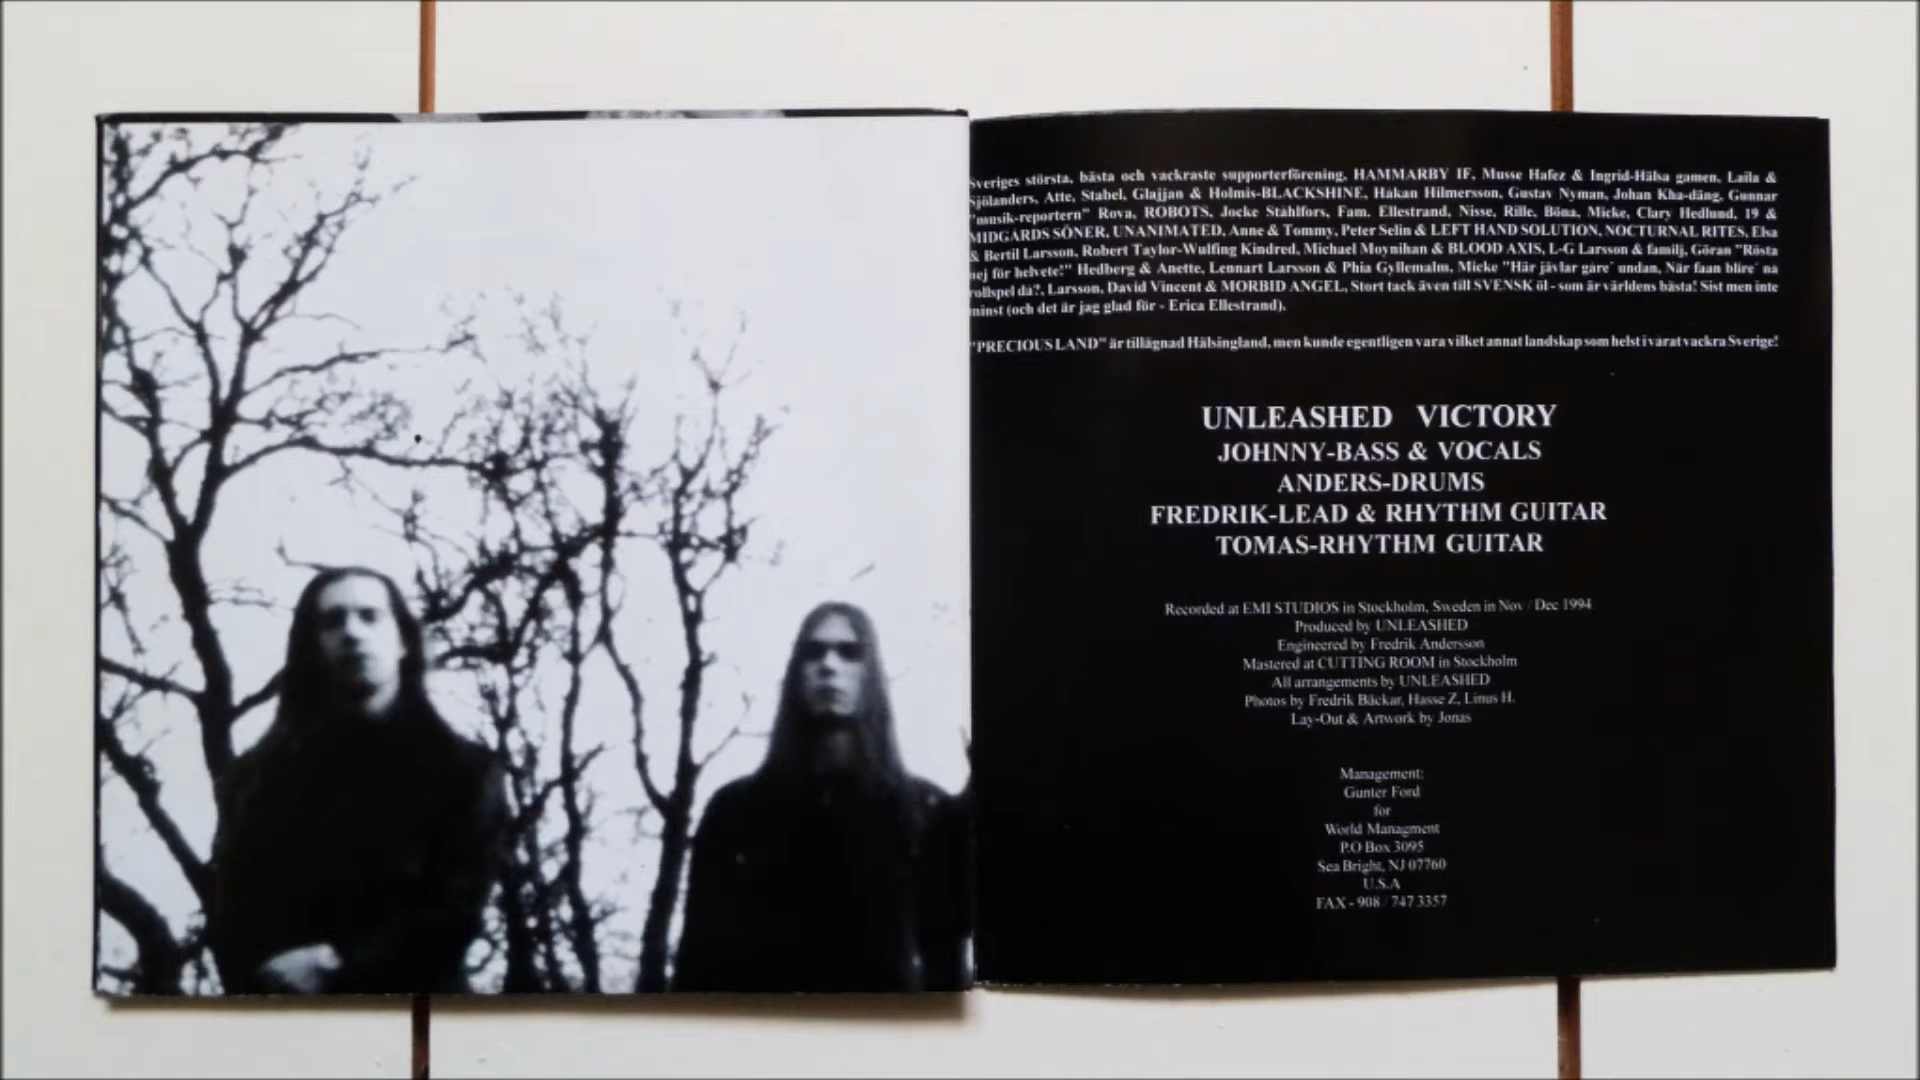 Sveriges största, bästa och vackraste supporterförening, HAMMARBY IF, Musse Hafez & Ingrid-Hälsa gamen, Laila &
Sjölanders, Atte, Stabel, Glajjan & Holmis-BLACKSHINE, Håkan Hilmersson, Gustav Nyman, Johan Kha-däng, Gunnar
"musik-reportern" Rova, ROBOTS, Jocke Ståhlfors, Fam. Ellestrand, Nisse, Rille, Böna, Micke, Clary Hedlund, 19 &
MIDGÅRDS SÖNER, UNANIMATED, Anne & Tommy, Peter Selin & LEFT HAND SOLUTION, NOCTURNAL RITES, Elsa
& Bertil Larsson, Robert Taylor-Wulfing Kindred, Michael Moynihan & BLOOD AXIS, L-G Larsson & familj, Göran "Rösta
nej för helvete!" Hedberg & Anette, Lennart Larsson & Phia Gyllemalm, Micke "Här jävlar gåre´ undan, När faan blire´ nå
rollspel då?, Larsson, David Vincent & MORBID ANGEL, Stort tack även till SVENSK öl - som är världens bästa! Sist men inte
minst (och det är jag glad för - Erica Ellestrand).
"PRECIOUS LAND" är tillägnad Hälsingland, men kunde egentligen vara vilket annat landskap som helst i vårat vackra Sverige!
UNLEASHED VICTORY
JOHNNY-BASS & VOCALS
ANDERS-DRUMS
FREDRIK-LEAD & RHYTHM GUITAR
TOMAS-RHYTHM GUITAR
Recorded at EMI STUDIOS in Stockholm, Sweden in Nov / Dec 1994
Produced by UNLEASHED
Engineered by Fredrik Andersson
Mastered at CUTTING ROOM in Stockholm
All arrangements by UNLEASHED
Photos by Fredrik Bäckar, Hasse Z, Linus H.
Lay-Out & Artwork by Jonas
Management:
Gunter Ford
for
World Managment
P.O Box 3095
Sea Bright, NJ 07760
U.S.A
FAX - 908 / 747 3357